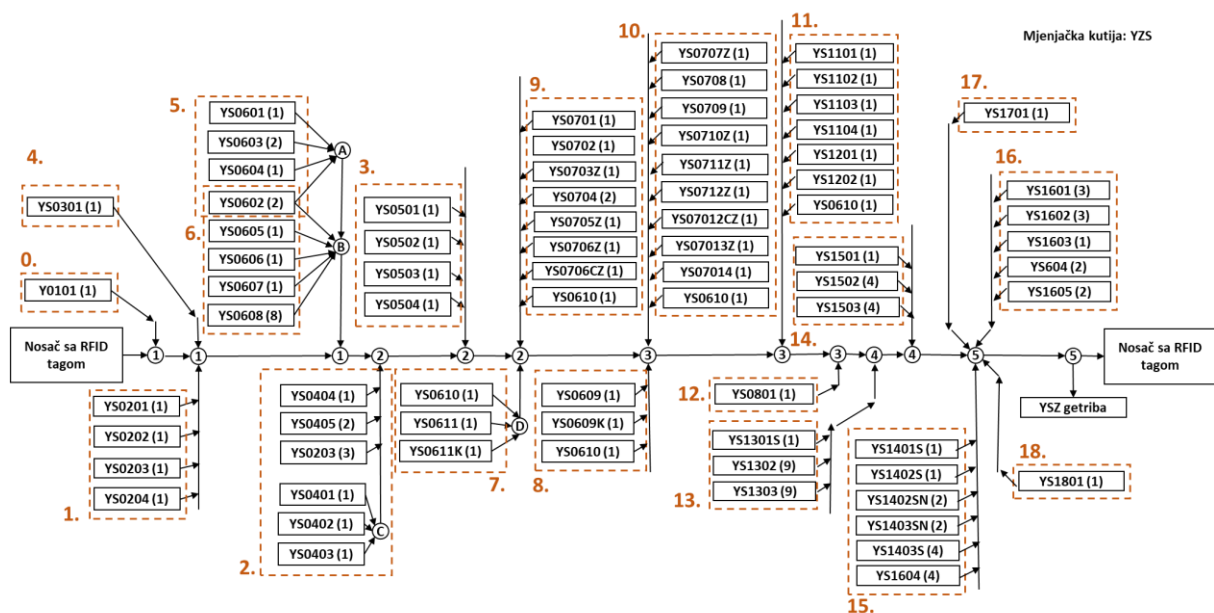 Mjenjačka kutija: YZS
0.
Y0101 (1)
Nosač sa RFID
tagom
1
1
1
2
2
2
3
3
3
4
4
5
5
Nosač sa RFID
tagom
YSZ getriba
1.
YS0201 (1)
YS0202 (1)
YS0203 (1)
YS0204 (1)
2.
YS0404 (1)
YS0405 (2)
YS0203 (3)
YS0401 (1)
YS0402 (1)
YS0403 (1)
C
3.
YS0501 (1)
YS0502 (1)
YS0503 (1)
YS0504 (1)
4.
YS0301 (1)
5.
YS0601 (1)
YS0603 (2)
YS0604 (1)
YS0602 (2)
A
6.
YS0605 (1)
YS0606 (1)
YS0607 (1)
YS0608 (8)
B
7.
YS0610 (1)
YS0611 (1)
YS0611K (1)
D
8.
YS0609 (1)
YS0609K (1)
YS0610 (1)
9.
YS0701 (1)
YS0702 (1)
YS0703Z (1)
YS0704 (2)
YS0705Z (1)
YS0706Z (1)
YS0706CZ (1)
YS0610 (1)
10.
YS0707Z (1)
YS0708 (1)
YS0709 (1)
YS0710Z (1)
YS0711Z (1)
YS0712Z (1)
YS07012CZ (1)
YS07013Z (1)
YS07014 (1)
YS0610 (1)
11.
YS1101 (1)
YS1102 (1)
YS1103 (1)
YS1104 (1)
YS1201 (1)
YS1202 (1)
YS0610 (1)
12.
YS0801 (1)
13.
YS1301S (1)
YS1302 (9)
YS1303 (9)
14.
YS1501 (1)
YS1502 (4)
YS1503 (4)
15.
YS1401S (1)
YS1402S (1)
YS1402SN (2)
YS1403SN (2)
YS1403S (4)
YS1604 (4)
16.
YS1601 (3)
YS1602 (3)
YS1603 (1)
YS604 (2)
YS1605 (2)
17.
YS1701 (1)
18.
YS1801 (1)